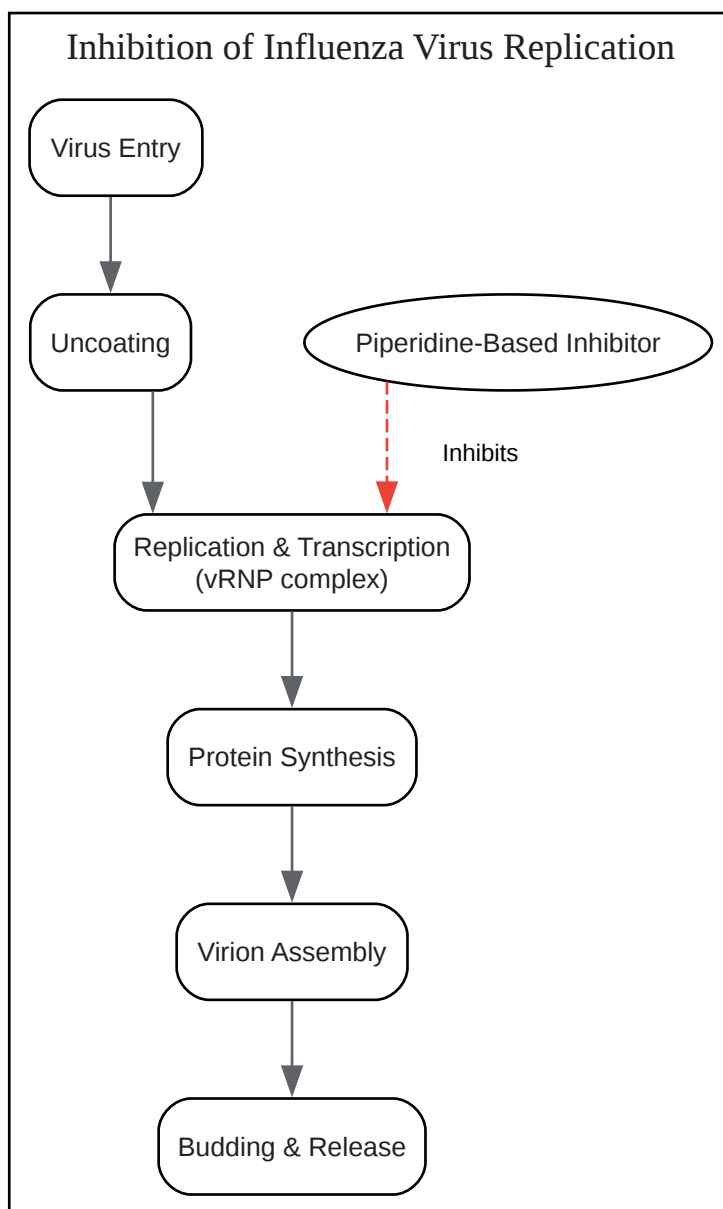 Inhibition of Influenza Virus Replication
Virus Entry
Uncoating
Piperidine-Based Inhibitor
Inhibits
Replication & Transcription
(vRNP complex)
Protein Synthesis
Virion Assembly
Budding & Release